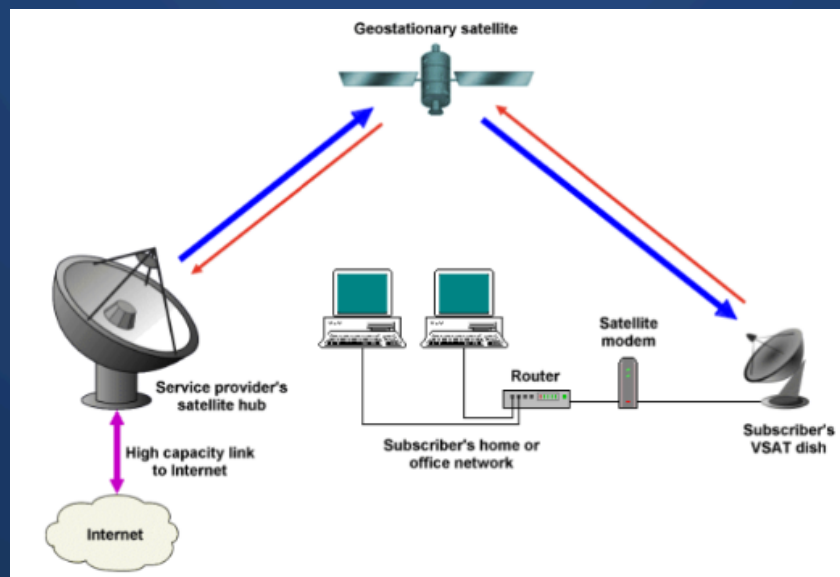 Geostationary satellite
Service provider's
satellite hub
High capacity link
to Internet
Internet
Subscriber's home or
office network
Router
Satellite
modem
Subscriber's
VSAT dish